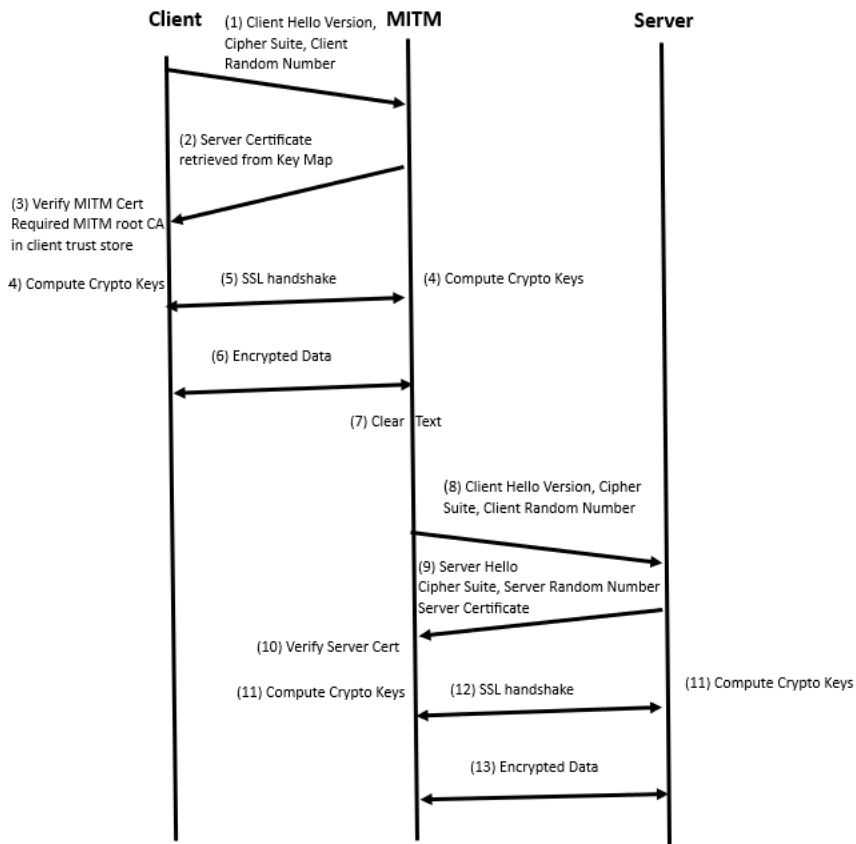 Client
MITM
Server
(1) Client Hello Version,
Cipher Suite, Client
Random Number
(2) Server Certificate
retrieved from Key Map
(3) Verify MITM Cert
Required MITM root CA
in client trust store
4) Compute Crypto Keys
(5) SSL handshake
(4) Compute Crypto Keys
(6) Encrypted Data
(7) Clear Text
(8) Client Hello Version, Cipher
Suite, Client Random Number
(9) Server Hello
Cipher Suite, Server Random Number
Server Certificate
(10) Verify Server Cert
(11) Compute Crypto Keys
(12) SSL handshake
(11) Compute Crypto Keys
(13) Encrypted Data